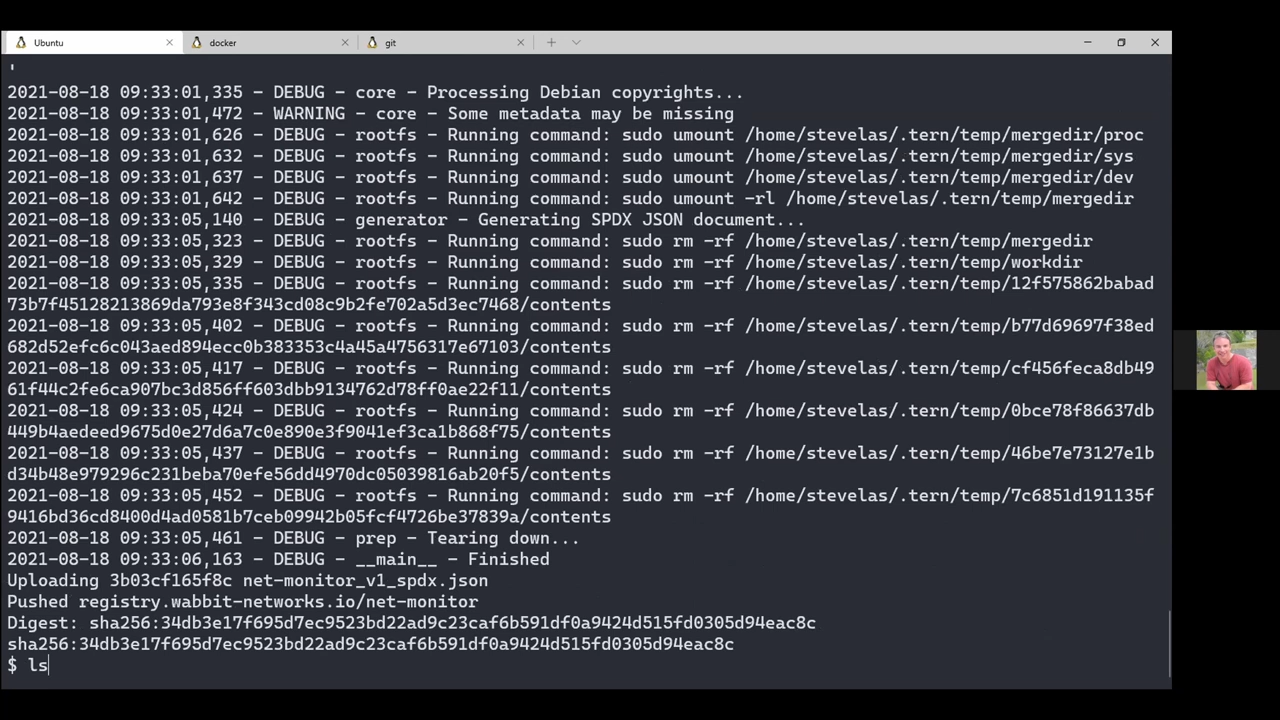 Ubuntu
docker
git
'
2021-08-18 09:33:01,335 - DEBUG - core - Processing Debian copyrights...
2021-08-18 09:33:01,472 - WARNING - core - Some metadata may be missing
2021-08-18 09:33:01,626 - DEBUG - rootfs - Running command: sudo umount /home/stevelas/.tern/temp/mergedir/proc
2021-08-18 09:33:01,632 - DEBUG - rootfs - Running command: sudo umount /home/stevelas/.tern/temp/mergedir/sys
2021-08-18 09:33:01,637 - DEBUG - rootfs - Running command: sudo umount /home/stevelas/.tern/temp/mergedir/dev
2021-08-18 09:33:01,642 - DEBUG - rootfs - Running command: sudo umount -rl /home/stevelas/.tern/temp/mergedir
2021-08-18 09:33:05,140 - DEBUG - generator - Generating SPDX JSON document...
2021-08-18 09:33:05,323 - DEBUG - rootfs - Running command: sudo rm -rf /home/stevelas/.tern/temp/mergedir
2021-08-18 09:33:05,329 - DEBUG - rootfs - Running command: sudo rm -rf /home/stevelas/.tern/temp/workdir
2021-08-18 09:33:05,335 - DEBUG - rootfs - Running command: sudo rm -rf /home/stevelas/.tern/temp/12f575862babad
73b7f45128213869da793e8f343cd08c9b2fe702a5d3ec7468/contents
2021-08-18 09:33:05,402 - DEBUG - rootfs - Running command: sudo rm -rf /home/stevelas/.tern/temp/b77d69697f38ed
682d52efc6c043aed894ecc0b383353c4a45a4756317e67103/contents
2021-08-18 09:33:05,417 - DEBUG - rootfs - Running command: sudo rm -rf /home/stevelas/.tern/temp/cf456feca8db49
61f44c2fe6ca907bc3d856ff603dbb9134762d78ff0ae22f11/contents
2021-08-18 09:33:05,424 - DEBUG - rootfs - Running command: sudo rm -rf /home/stevelas/.tern/temp/0bce78f86637db
449b4aedeed9675d0e27d6a7c0e890e3f9041ef3ca1b868f75/contents
2021-08-18 09:33:05,437 - DEBUG - rootfs - Running command: sudo rm -rf /home/stevelas/.tern/temp/46be7e73127e1b
d34b48e979296c231beba70efe56dd4970dc05039816ab20f5/contents
2021-08-18 09:33:05,452 - DEBUG - rootfs - Running command: sudo rm -rf /home/stevelas/.tern/temp/7c6851d191135f
9416bd36cd8400d4ad0581b7ceb09942b05fcf4726be37839a/contents
2021-08-18 09:33:05,461 - DEBUG - prep - Tearing down...
2021-08-18 09:33:06,163 - DEBUG - __main__ - Finished
Uploading 3b03cf165f8c net-monitor_v1_spdx.json
Pushed registry.wabbit-networks.io/net-monitor
Digest: sha256:34db3e17f695d7ec9523bd22ad9c23caf6b591df0a9424d515fd0305d94eac8c
sha256:34db3e17f695d7ec9523bd22ad9c23caf6b591df0a9424d515fd0305d94eac8c
$ ls